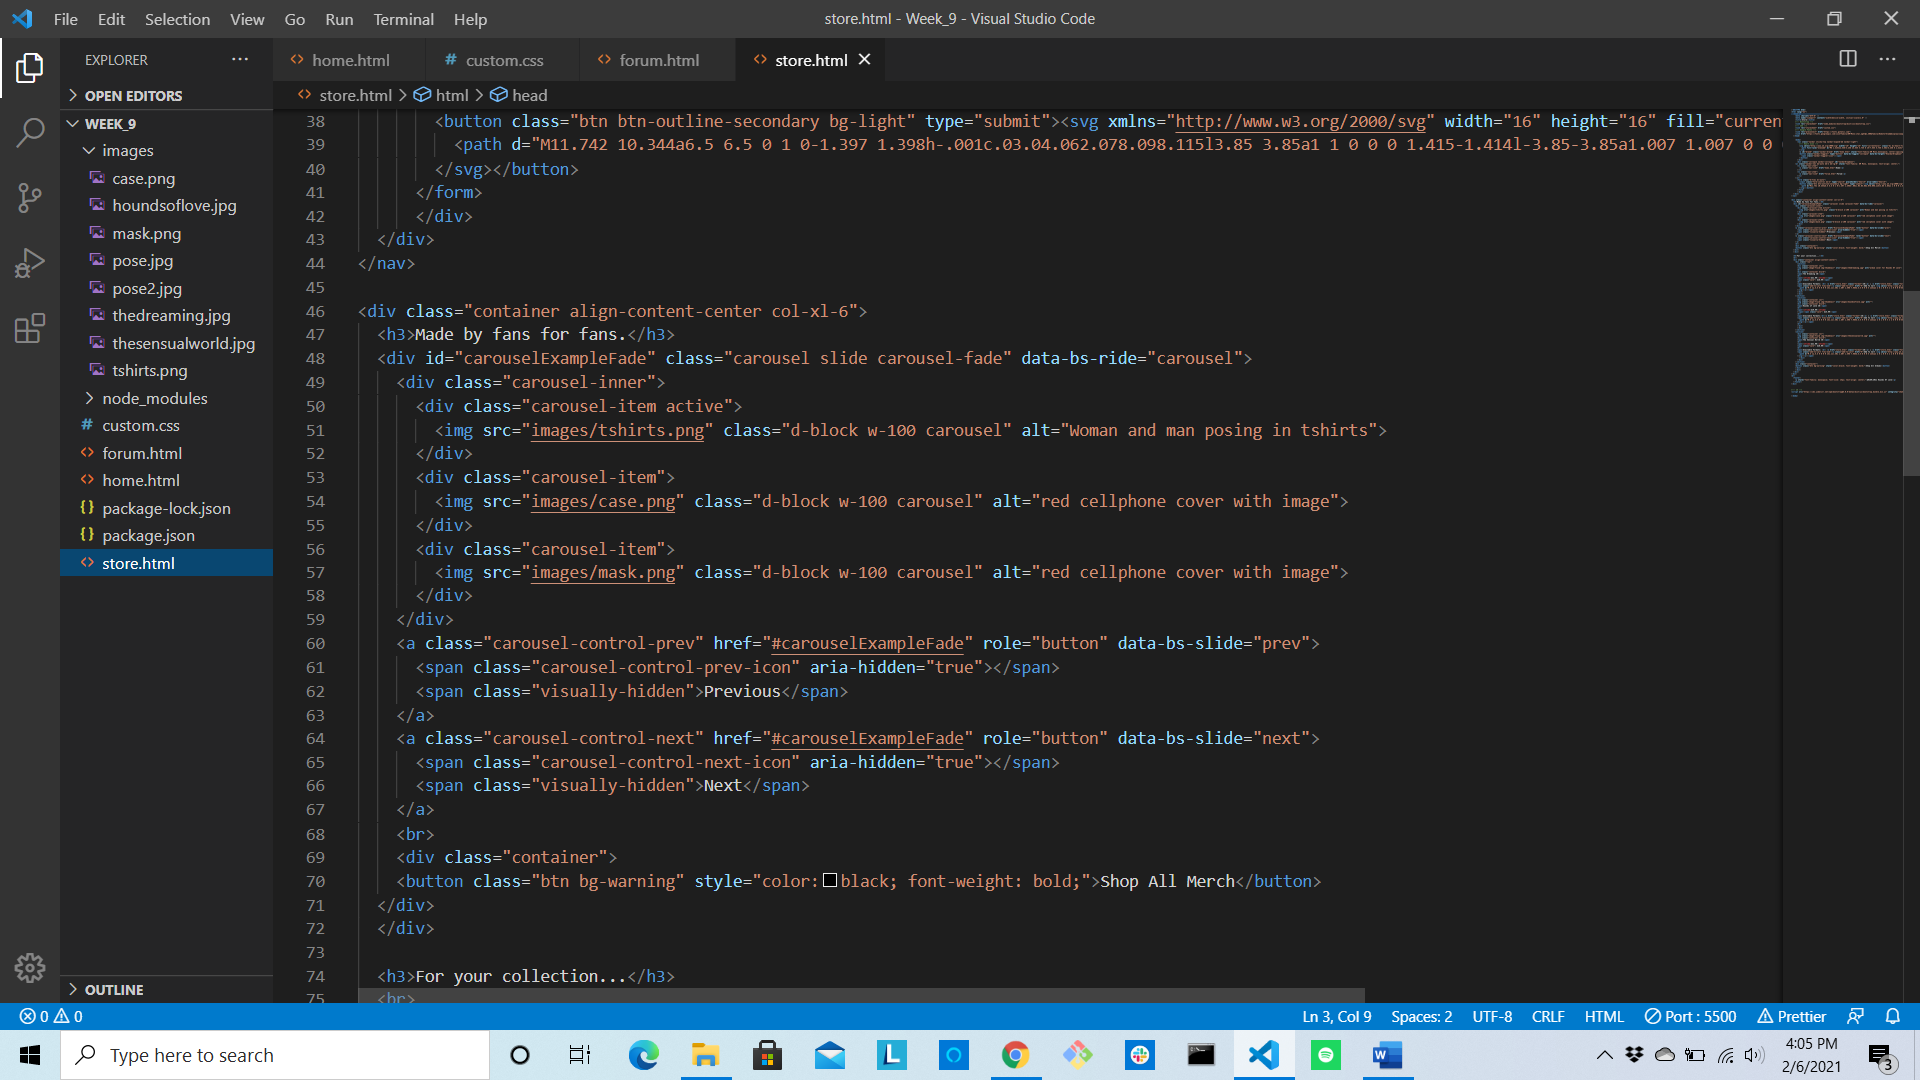 File Edit Selection View Go Run Terminal Help
store.html - Week_9 - Visual Studio Code
EXPLORER
home.html
custom.css
forum.html
store.html
OPEN EDITORS
store.html > html > head
WEEK_9
images
case.png
houndsoflove.jpg
mask.png
pose.jpg
pose2.jpg
thedreaming.jpg
thesensualworld.jpg
tshirts.png
node_modules
custom.css
forum.html
home.html
package-lock.json
package.json
store.html
OUTLINE
38 <button class="btn btn-outline-secondary bg-light" type="submit"><svg xmlns="http://www.w3.org/2000/svg" width="16" height="16" fill="curren
39 <path d="M11.742 10.344a6.5 6.5 0 1 0-1.397 1.398h-.001c.03.04.062.078.098.115l3.85 3.85a1 1 0 0 0 1.415-1.414l-3.85-3.85a1.007 1.007 0 0
40 </svg></button>
41 </form>
42 </div>
43 </div>
44 </nav>
45
46 <div class="container align-content-center col-xl-6">
47 <h3>Made by fans for fans.</h3>
48 <div id="carouselExampleFade" class="carousel slide carousel-fade" data-bs-ride="carousel">
49 <div class="carousel-inner">
50 <div class="carousel-item active">
51 <img src="images/tshirts.png" class="d-block w-100 carousel" alt="Woman and man posing in tshirts">
52 </div>
53 <div class="carousel-item">
54 <img src="images/case.png" class="d-block w-100 carousel" alt="red cellphone cover with image">
55 </div>
56 <div class="carousel-item">
57 <img src="images/mask.png" class="d-block w-100 carousel" alt="red cellphone cover with image">
58 </div>
59 </div>
60 <a class="carousel-control-prev" href="#carouselExampleFade" role="button" data-bs-slide="prev">
61 <span class="carousel-control-prev-icon" aria-hidden="true"></span>
62 <span class="visually-hidden">Previous</span>
63 </a>
64 <a class="carousel-control-next" href="#carouselExampleFade" role="button" data-bs-slide="next">
65 <span class="carousel-control-next-icon" aria-hidden="true"></span>
66 <span class="visually-hidden">Next</span>
67 </a>
68 <br>
69 <div class="container">
70 <button class="btn bg-warning" style="color:black; font-weight: bold;">Shop All Merch</button>
71 </div>
72 </div>
73
74 <h3>For your collection...</h3>
75 <br>
0 0
Ln 3, Col 9 Spaces: 2 UTF-8 CRLF HTML Port : 5500 Prettier
Type here to search
4:05 PM
2/6/2021
3